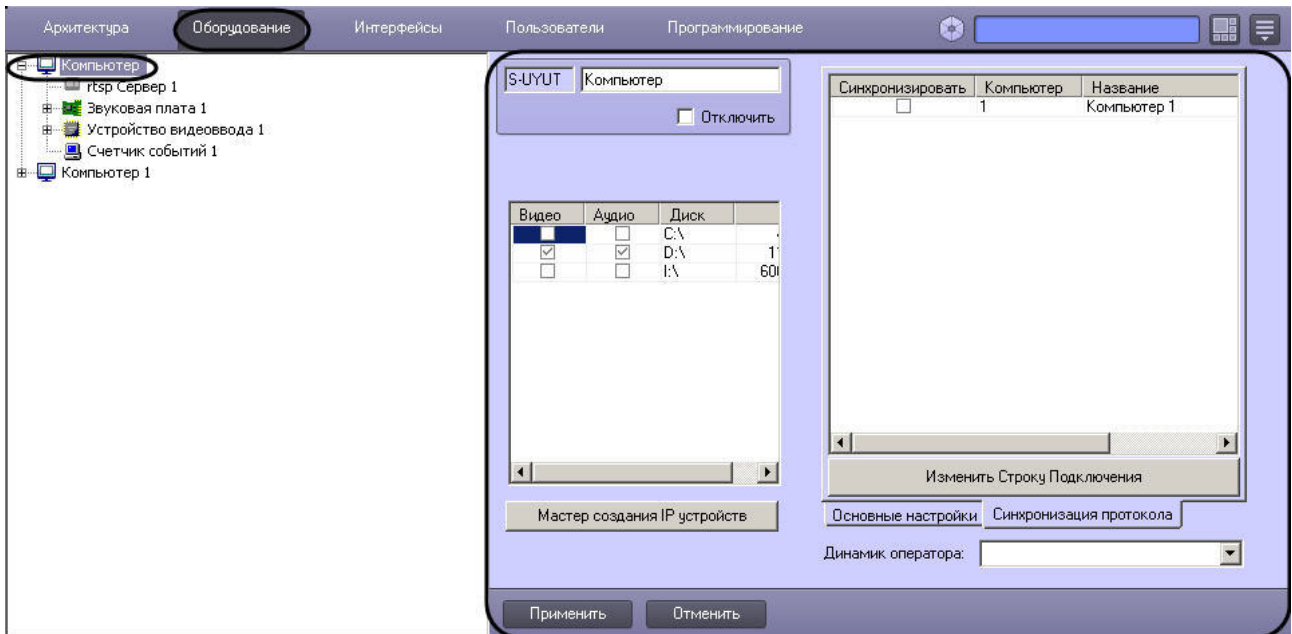 Архитектура Оборудование Интерфейсы Пользователи Программирование
Компьютер
rtsp Сервер 1
Звуковая плата 1
Устройство видеоввода 1
Счетчик событий 1
Компьютер 1
S-UYUT Компьютер
Отключить
Видео Аудио Диск
C:\
D:\ 11
I:\ 600
Мастер создания IP устройств
Синхронизировать Компьютер Название
1 Компьютер 1
Изменить Строку Подключения
Основные настройки Синхронизация протокола
Динамик оператора:
Применить Отменить